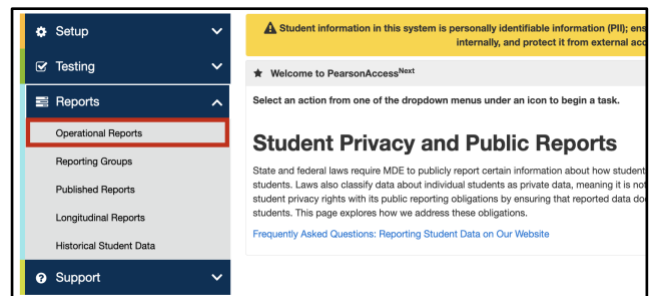 Setup
Testing
Reports
Operational Reports
Reporting Groups
Published Reports
Longitudinal Reports
Historical Student Data
Support
Student information in this system is personally identifiable information (PII); ens
internally, and protect it from external acc
Welcome to PearsonAccessNext
Select an action from one of the dropdown menus under an icon to begin a task.
Student Privacy and Public Reports
State and federal laws require MDE to publicly report certain information about how student
students. Laws also classify data about individual students as private data, meaning it is not
student privacy rights with its public reporting obligations by ensuring that reported data do
students. This page explores how we address these obligations.
Frequently Asked Questions: Reporting Student Data on Our Website